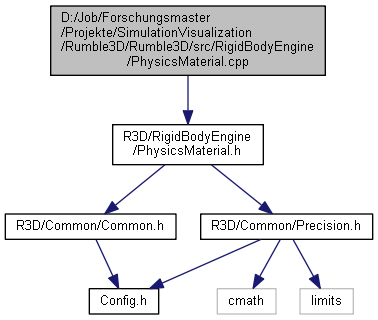 D:/Job/Forschungsmaster
/Projekte/SimulationVisualization
/Rumble3D/Rumble3D/src/RigidBodyEngine
/PhysicsMaterial.cpp
R3D/RigidBodyEngine
/PhysicsMaterial.h
R3D/Common/Common.h
R3D/Common/Precision.h
Config.h
cmath
limits